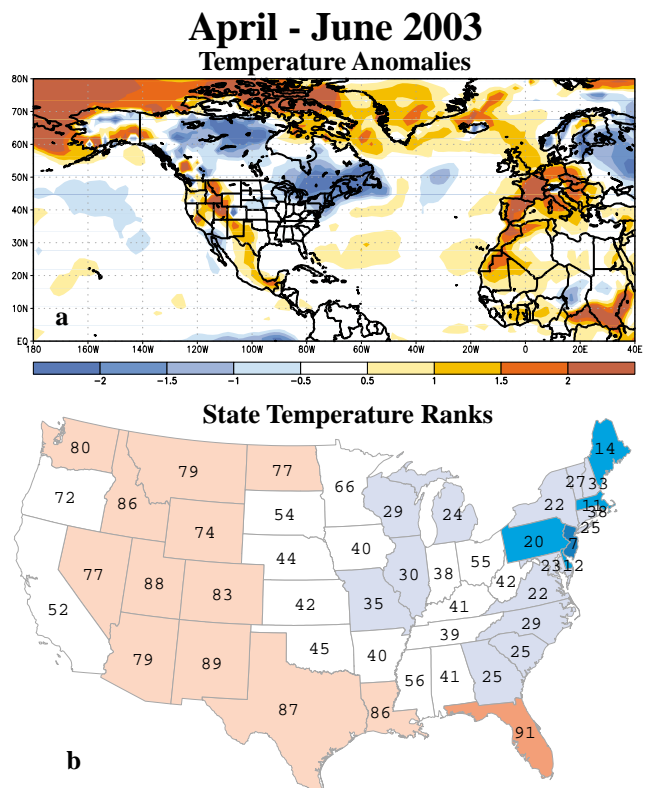 April - June 2003
Temperature Anomalies
80N
70N
60N
50N
40N
30N
20N
10N
EQ
a
180 160W 140W 120W 100W 80W 60W 40W 20W 0 20E 40E
−2 −1.5 −1 −0.5 0.5 1 1.5 2
State Temperature Ranks
80 79 77 14
72 86 66 27 33
74 54 29 24 22 11
38
25
77 88 83 44 40 30 38 55 20 7
23 12
52 42 35 42 22
41
79 89 45 40 39 29
25
87 86 56 41 25
91
b